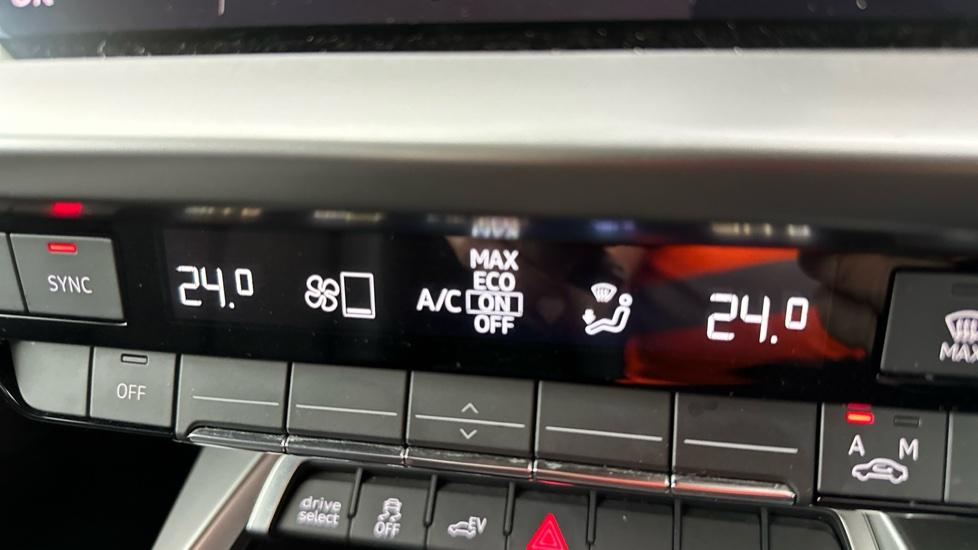 SYNC
24.0
A/C
MAX
ECO
ON
OFF
24.0
MAX
OFF
A M
drive
select
OFF
EV